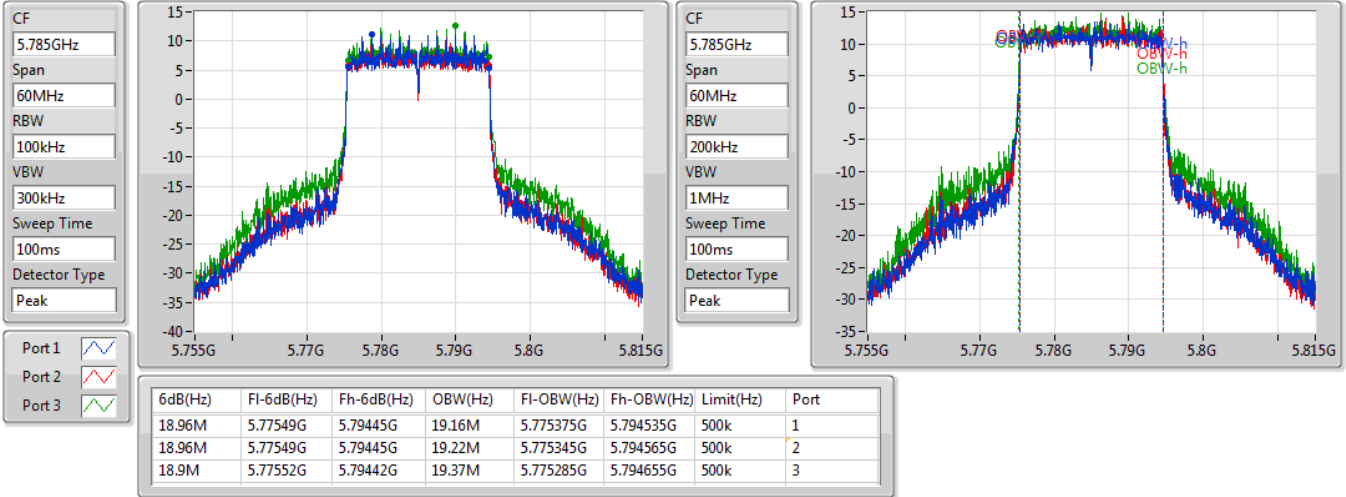 CF
5.785GHz
Span
60MHz
RBW
100kHz
VBW
300kHz
Sweep Time
100ms
Detector Type
Peak
15
10
5
0
-5
-10
-15
-20
-25
-30
-35
-40
5.755G 5.77G 5.78G 5.79G 5.8G 5.815G
CF
5.785GHz
Span
60MHz
RBW
200kHz
VBW
1MHz
Sweep Time
100ms
Detector Type
Peak
15
10
5
0
-5
-10
-15
-20
-25
-30
-35
OBW-h
OBW-h
OBW-h
5.755G 5.77G 5.78G 5.79G 5.8G 5.815G
Port 1
Port 2
Port 3
6dB(Hz) Fl-6dB(Hz) Fh-6dB(Hz) OBW(Hz) Fl-OBW(Hz) Fh-OBW(Hz) Limit(Hz) Port
18.96M 5.77549G 5.79445G 19.16M 5.775375G 5.794535G 500k 1
18.96M 5.77549G 5.79445G 19.22M 5.775345G 5.794565G 500k 2
18.9M 5.77552G 5.79442G 19.37M 5.775285G 5.794655G 500k 3